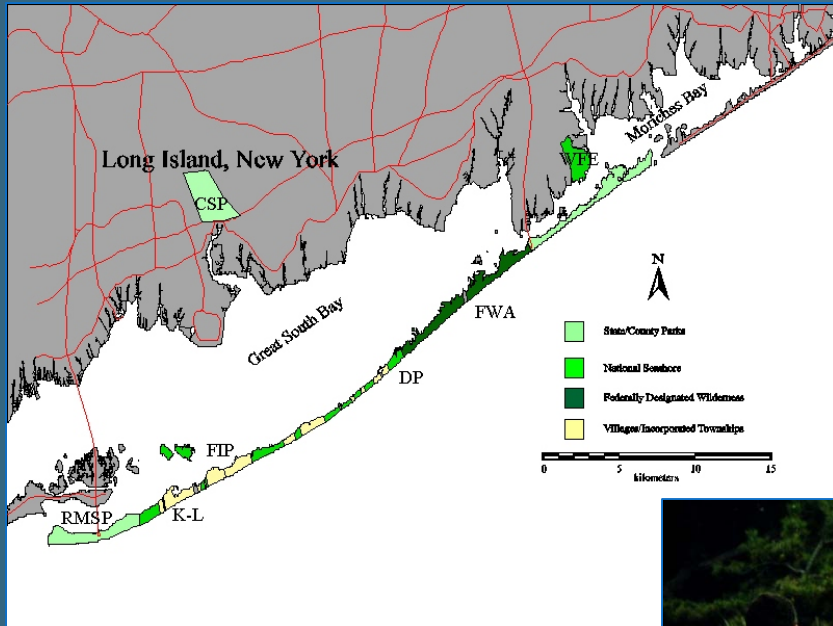 Moriches Bay
Long Island, New York
WFE
CSP
N
Great South Bay
FWA
State/County Parks
National Seashore
DP
Federally Designated Wilderness
Villages/Incorporated Townships
FIP
0 5 10 15
kilometers
RMSP
K-L